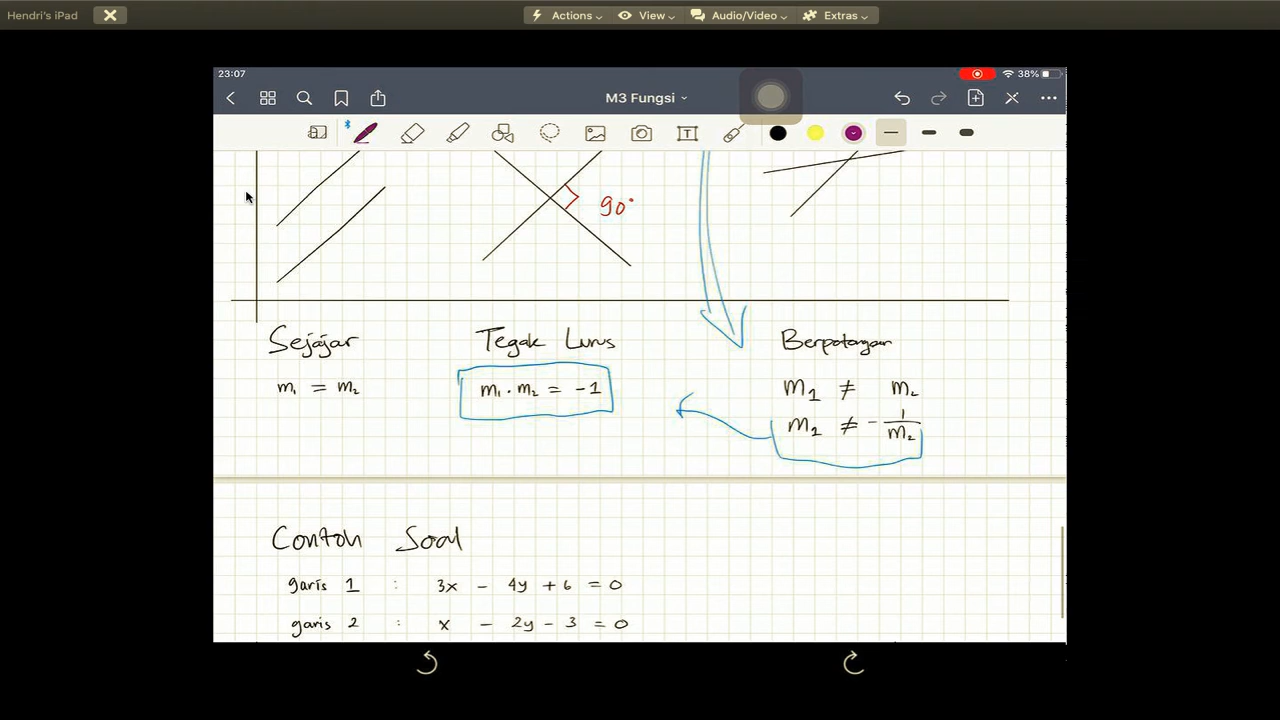 Hendri's iPad
Actions View Audio/Video Extras
23:07 38%
M3 Fungsi
T
90°
Sejajar Tegak Lurus Berpotongan
m₁ = m₂ m₁ · m₂ = -1 m₁ ≠ m₂
m₁ ≠ - 1/m₂
Contoh Soal
garis 1 : 3x - 4y + 6 = 0
garis 2 : x - 2y - 3 = 0